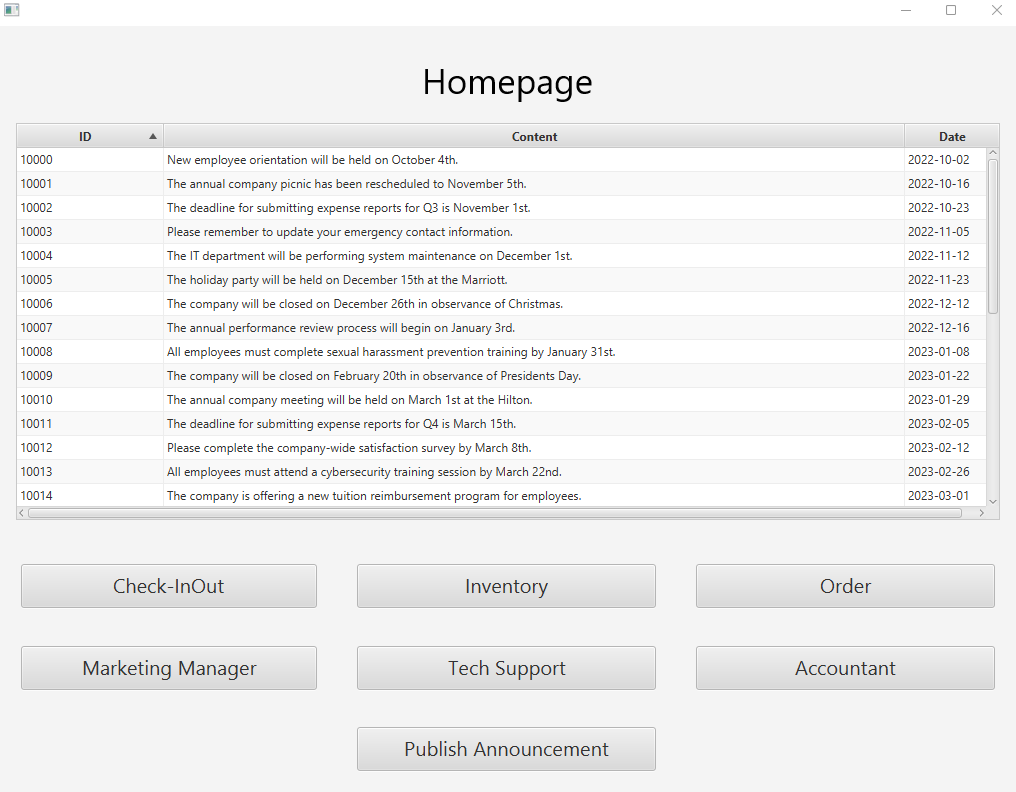 Homepage
ID Content Date
10000 New employee orientation will be held on October 4th. 2022-10-02
10001 The annual company picnic has been rescheduled to November 5th. 2022-10-16
10002 The deadline for submitting expense reports for Q3 is November 1st. 2022-10-23
10003 Please remember to update your emergency contact information. 2022-11-05
10004 The IT department will be performing system maintenance on December 1st. 2022-11-12
10005 The holiday party will be held on December 15th at the Marriott. 2022-11-23
10006 The company will be closed on December 26th in observance of Christmas. 2022-12-12
10007 The annual performance review process will begin on January 3rd. 2022-12-16
10008 All employees must complete sexual harassment prevention training by January 31st. 2023-01-08
10009 The company will be closed on February 20th in observance of Presidents Day. 2023-01-22
10010 The annual company meeting will be held on March 1st at the Hilton. 2023-01-29
10011 The deadline for submitting expense reports for Q4 is March 15th. 2023-02-05
10012 Please complete the company-wide satisfaction survey by March 8th. 2023-02-12
10013 All employees must attend a cybersecurity training session by March 22nd. 2023-02-26
10014 The company is offering a new tuition reimbursement program for employees. 2023-03-01
Check-InOut Inventory Order
Marketing Manager Tech Support Accountant
Publish Announcement